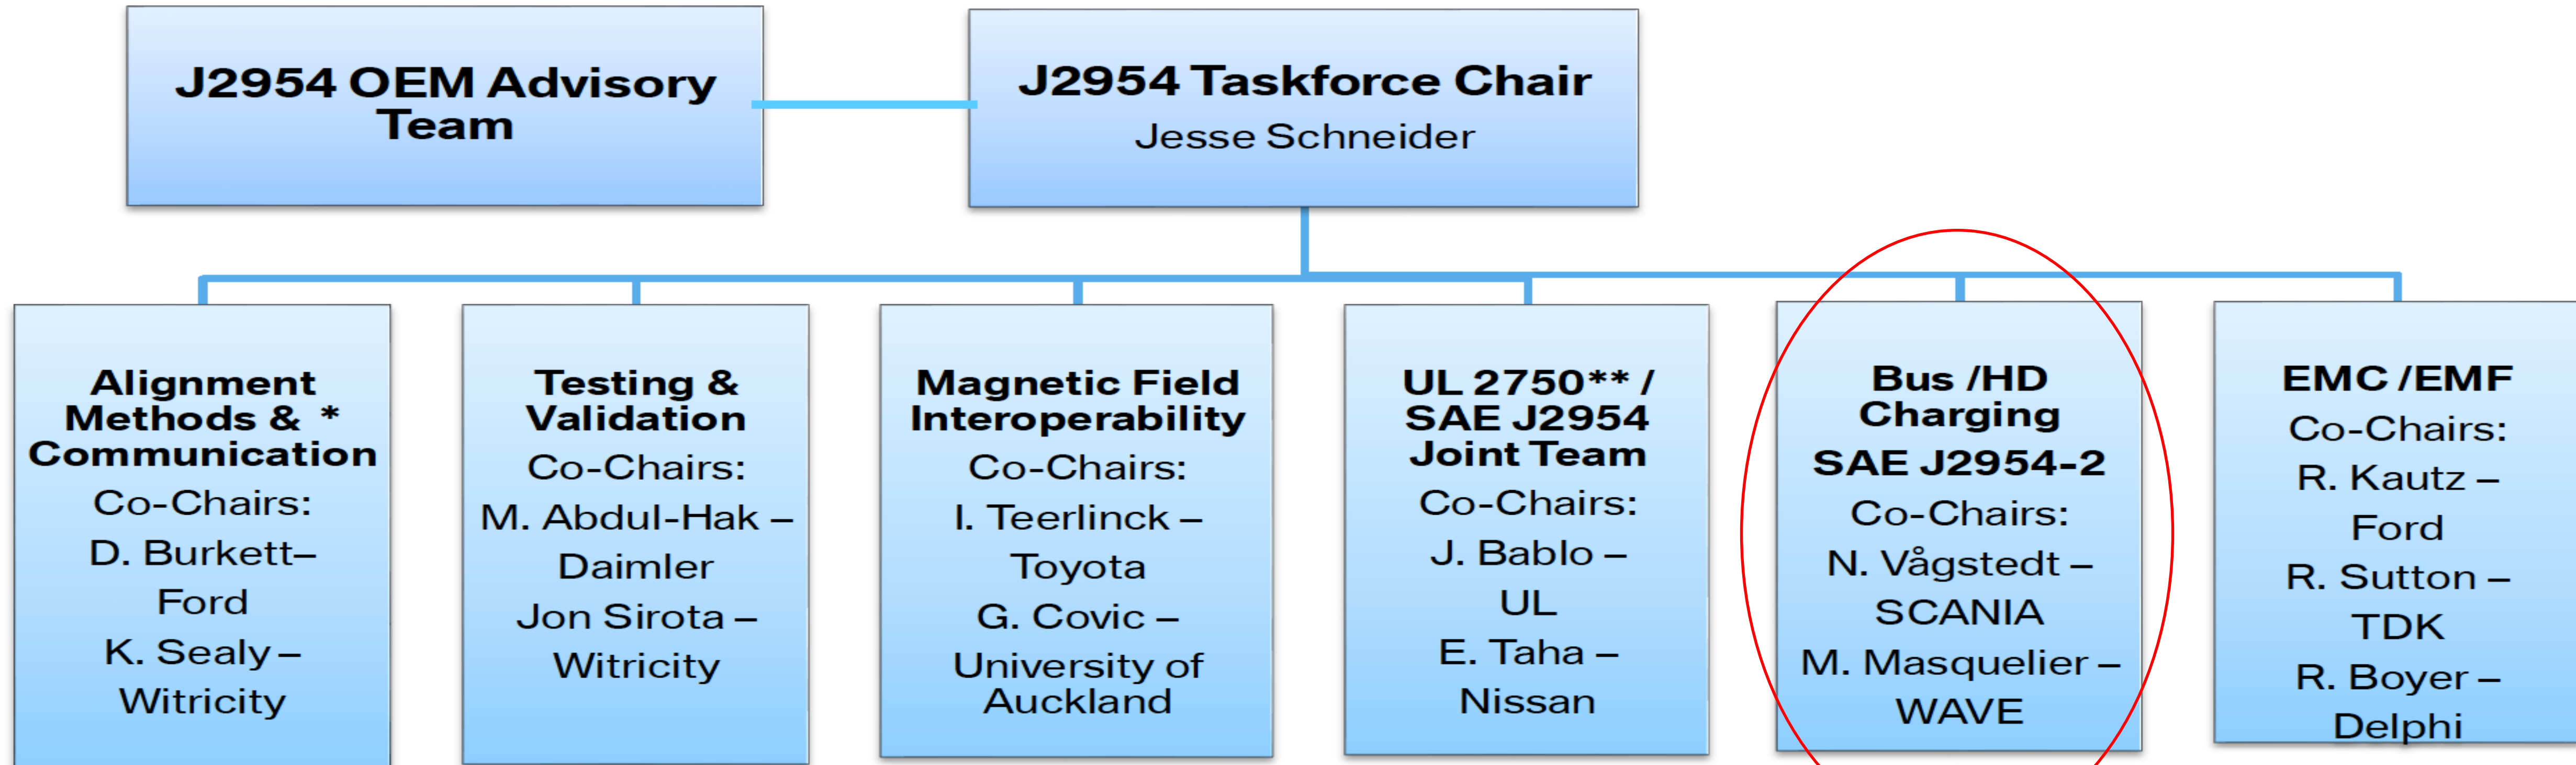 J2954 OEM Advisory
Team
J2954 Taskforce Chair
Jesse Schneider
Alignment
Methods & *
Communication
Co-Chairs:
D. Burkett–
Ford
K. Sealy –
Witricity
Testing &
Validation
Co-Chairs:
M. Abdul-Hak –
Daimler
Jon Sirota –
Witricity
Magnetic Field
Interoperability
Co-Chairs:
I. Teerlinck –
Toyota
G. Covic –
University of
Auckland
UL 2750** /
SAE J2954
Joint Team
Co-Chairs:
J. Bablo –
UL
E. Taha –
Nissan
Bus /HD
Charging
SAE J2954-2
Co-Chairs:
N. Vågstedt –
SCANIA
M. Masquelier –
WAVE
EMC /EMF
Co-Chairs:
R. Kautz –
Ford
R. Sutton –
TDK
R. Boyer –
Delphi